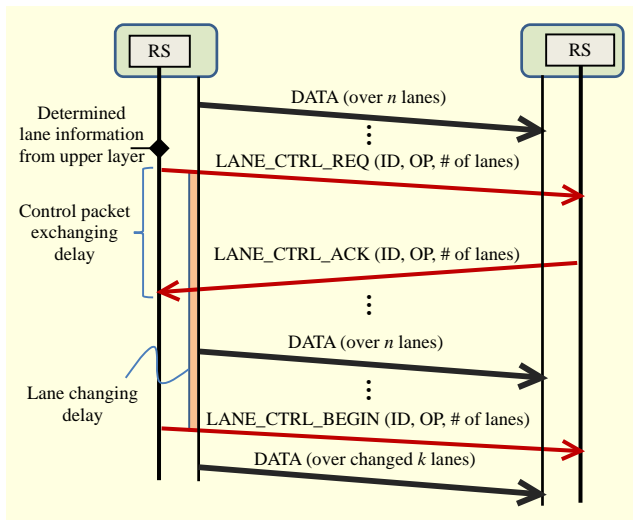 RS
RS
DATA (over n lanes)
Determined
lane information
from upper layer
LANE_CTRL_REQ (ID, OP, # of lanes)
Control packet
exchanging
delay
LANE_CTRL_ACK (ID, OP, # of lanes)
DATA (over n lanes)
Lane changing
delay
LANE_CTRL_BEGIN (ID, OP, # of lanes)
DATA (over changed k lanes)